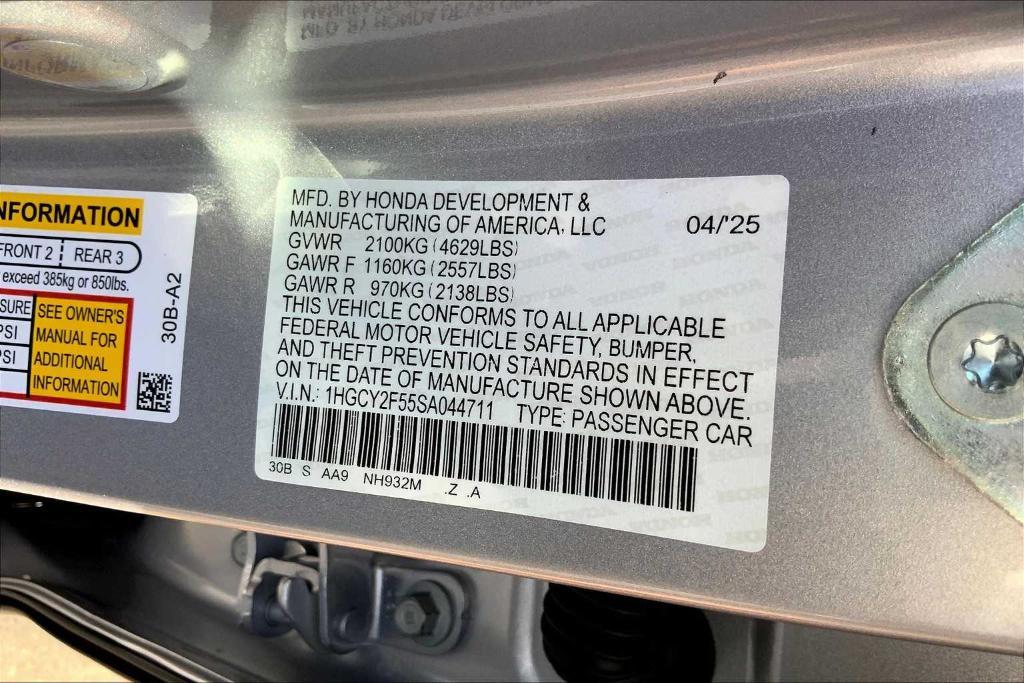 NFORMATION
FRONT 2 REAR 3
exceed 385kg or 850lbs.
SURE
PSI
PSI
SEE OWNER'S
MANUAL FOR
ADDITIONAL
INFORMATION
30B-A2
MFD. BY HONDA DEVELOPMENT &
MANUFACTURING OF AMERICA, LLC 04/'25
GVWR 2100KG(4629LBS)
GAWR F 1160KG(2557LBS)
GAWR R 970KG(2138LBS)
THIS VEHICLE CONFORMS TO ALL APPLICABLE
FEDERAL MOTOR VEHICLE SAFETY, BUMPER,
AND THEFT PREVENTION STANDARDS IN EFFECT
ON THE DATE OF MANUFACTURE SHOWN ABOVE.
V.I.N.: 1HGCY2F55SA044711 TYPE: PASSENGER CAR
30B S AA9 NH932M .Z .A